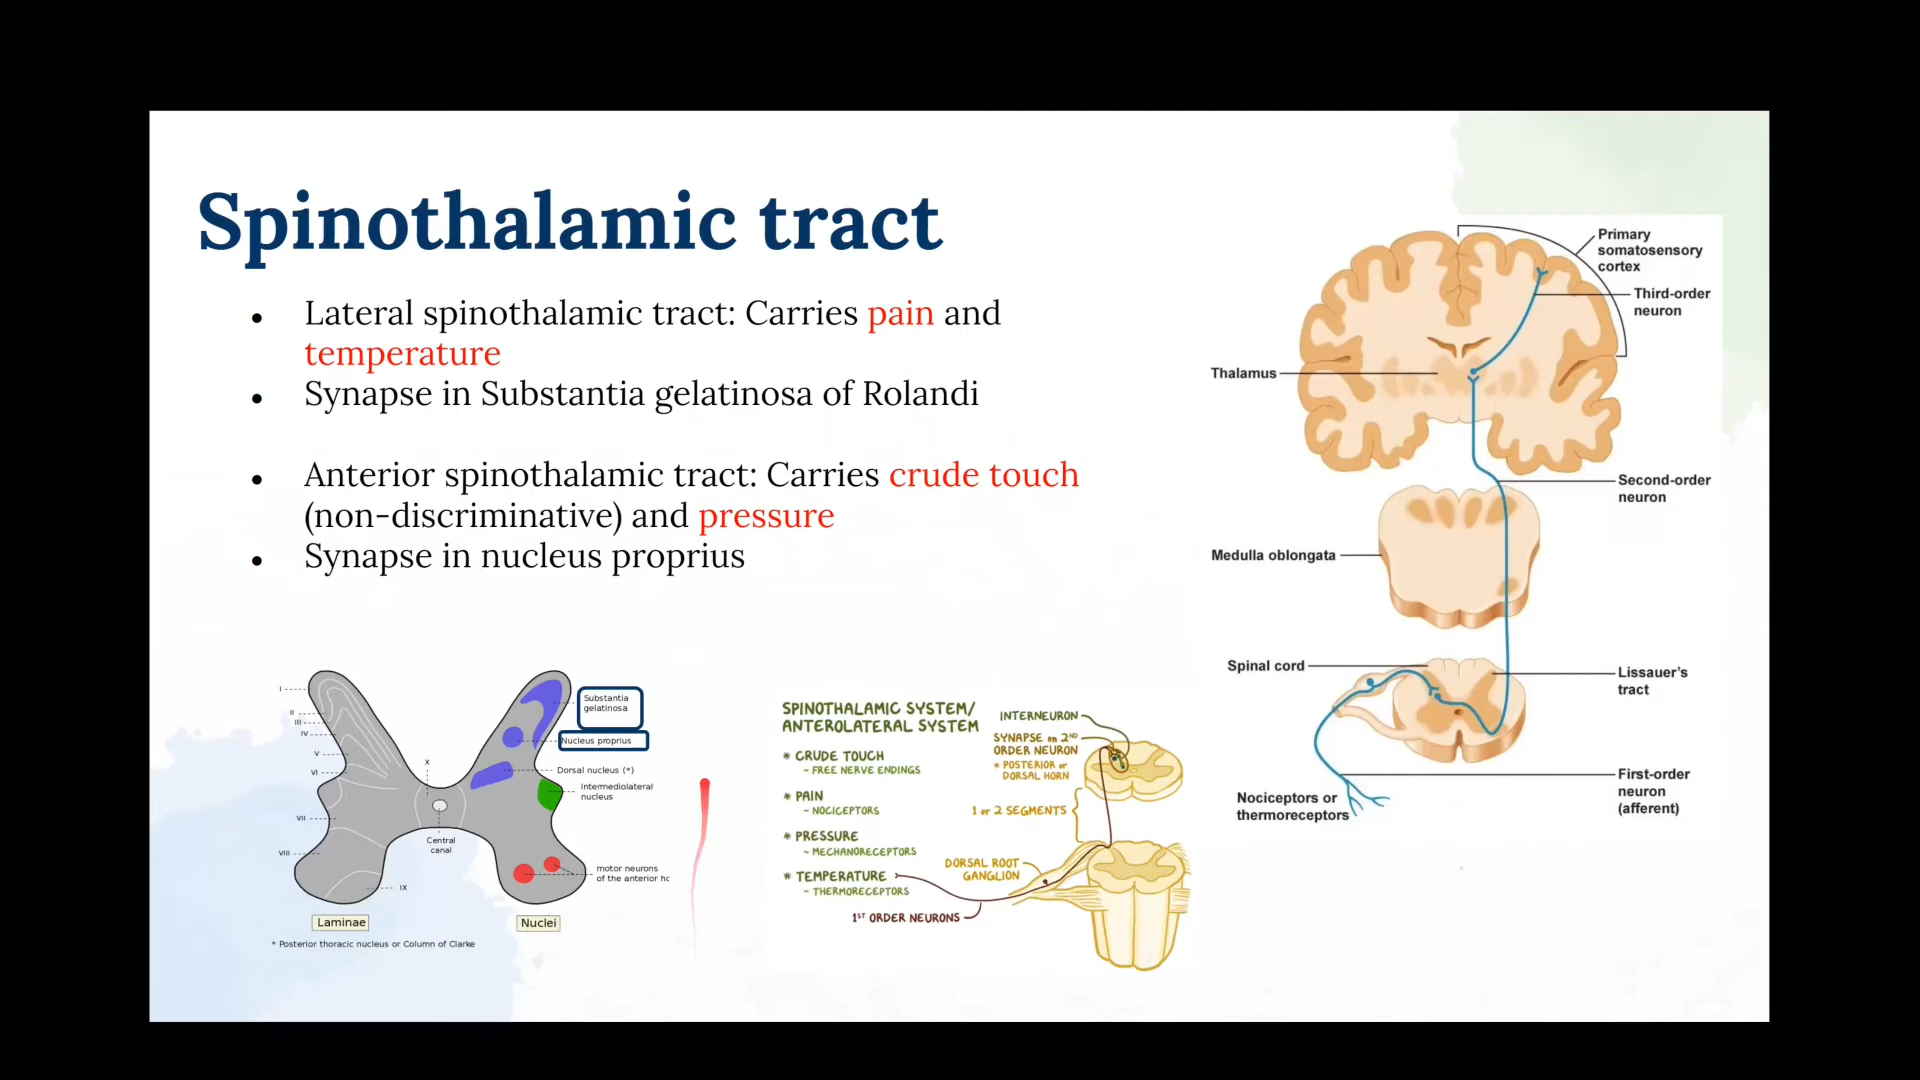 Spinothalamic tract
• Lateral spinothalamic tract: Carries pain and
temperature
• Synapse in Substantia gelatinosa of Rolandi
• Anterior spinothalamic tract: Carries crude touch
(non-discriminative) and pressure
• Synapse in nucleus proprius
I
II
III
IV
V
VI
VII
VIII
IX
X
Central
canal
Substantia
gelatinosa
Nucleus proprius
Dorsal nucleus (*)
Intermediolateral
nucleus
motor neurons
of the anterior ho
Laminae
Nuclei
* Posterior thoracic nucleus or Column of Clarke
SPINOTHALAMIC SYSTEM/
ANTEROLATERAL SYSTEM
* CRUDE TOUCH
~ FREE NERVE ENDINGS
* PAIN
~ NOCICEPTORS
* PRESSURE
~ MECHANORECEPTORS
* TEMPERATURE
~ THERMORECEPTORS
1ST ORDER NEURONS
INTERNEURON
SYNAPSE on 2ND
ORDER NEURON
* POSTERIOR or
DORSAL HORN
1 or 2 SEGMENTS
DORSAL ROOT
GANGLION
Primary
somatosensory
cortex
Third-order
neuron
Thalamus
Second-order
neuron
Medulla oblongata
Spinal cord
Lissauer's
tract
Nociceptors or
thermoreceptors
First-order
neuron
(afferent)